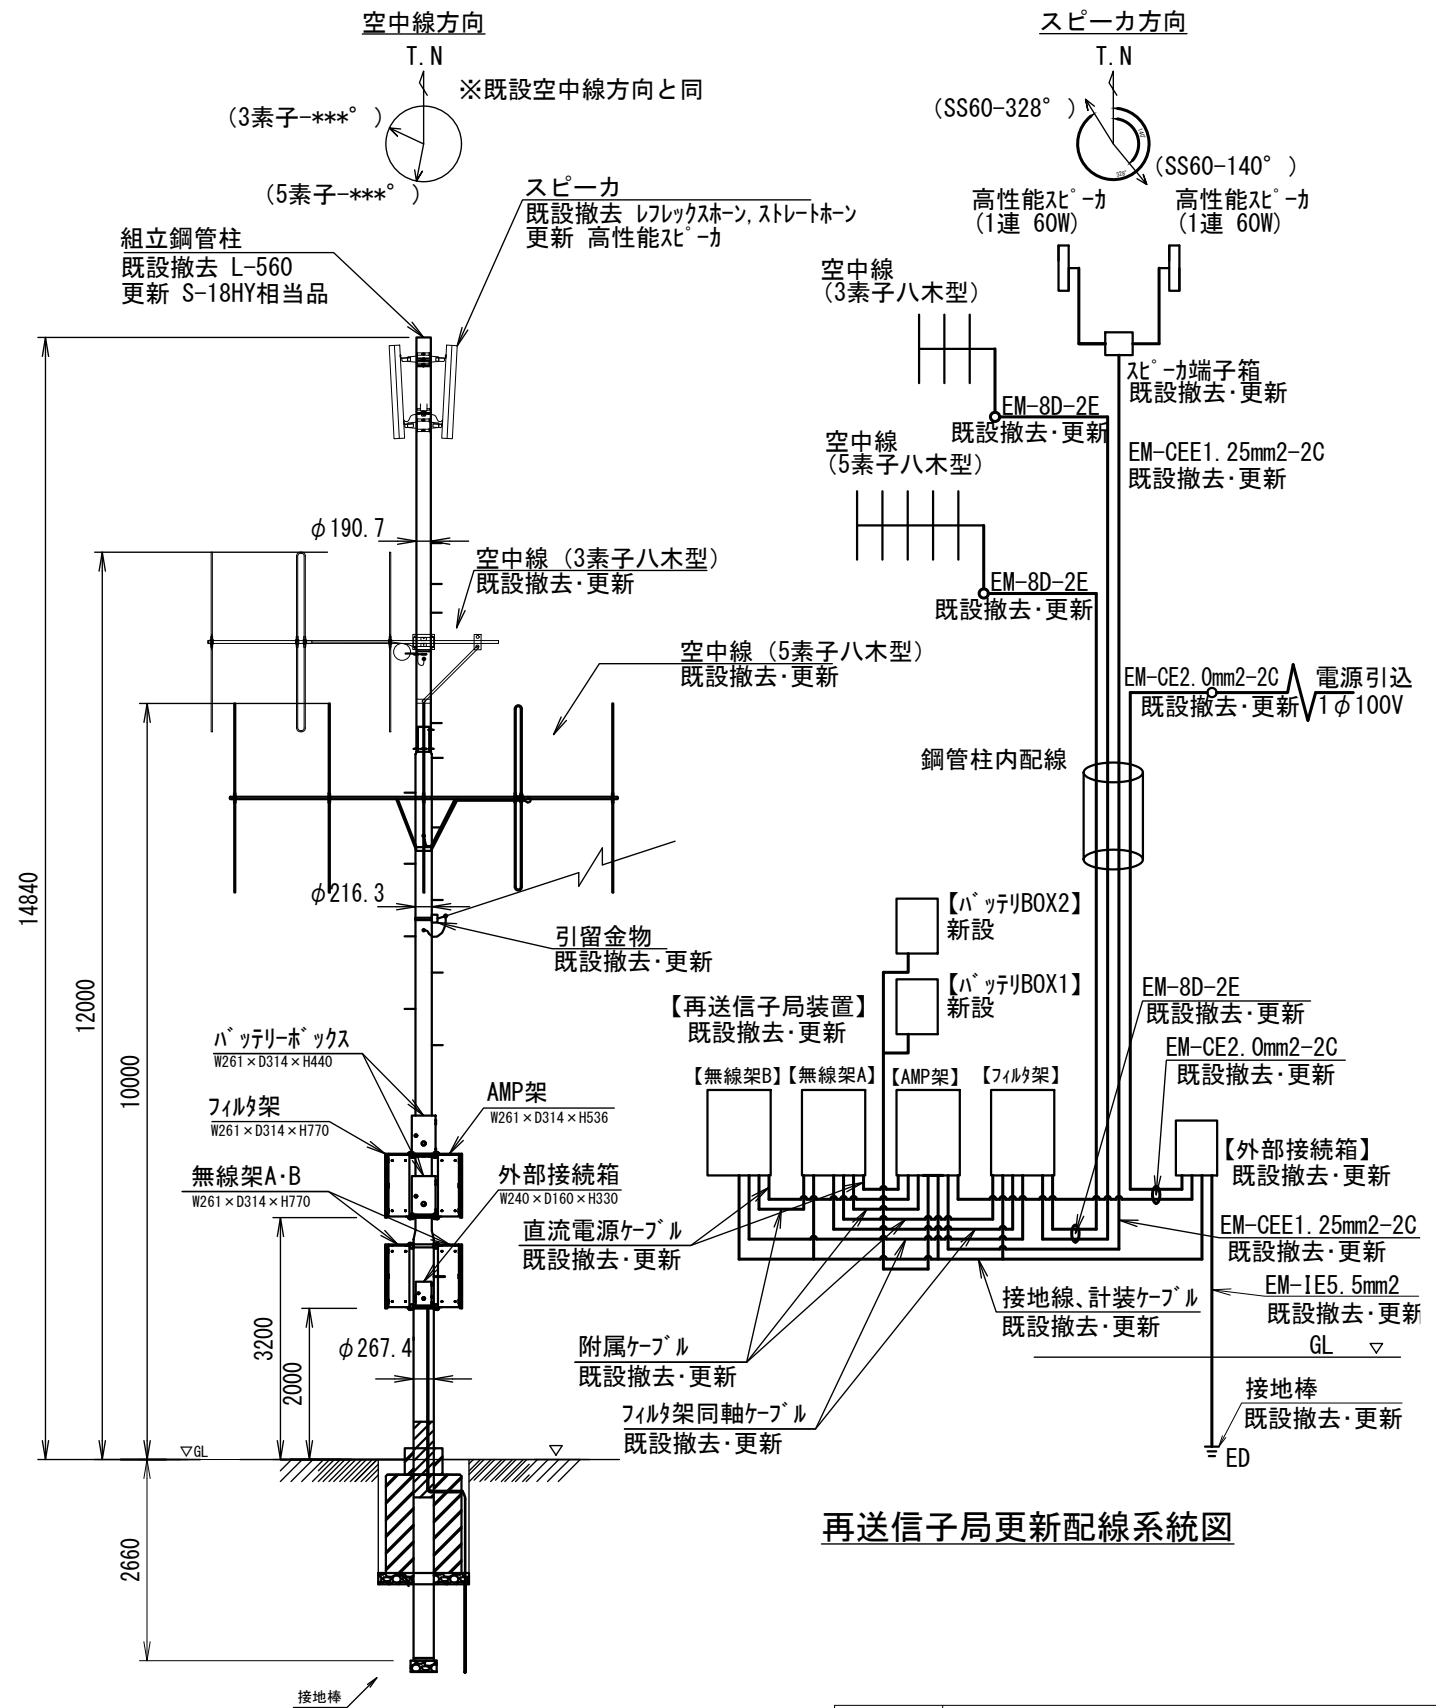 空中線方向
T.N
※既設空中線方向と同
(3素子-***°)
(5素子-***°)
スピーカ方向
T.N
(SS60-328°)
(SS60-140°)
140°
328°
高性能ｽﾋﾟｰｶ
(1連 60W)
高性能ｽﾋﾟｰｶ
(1連 60W)
スピーカ
既設撤去 ﾚﾌﾚｯｸｽﾎｰﾝ,ｽﾄﾚｰﾄﾎｰﾝ
更新 高性能ｽﾋﾟｰｶ
組立鋼管柱
既設撤去 L-560
更新 S-18HY相当品
空中線
(3素子八木型)
ｽﾋﾟｰｶ端子箱
既設撤去･更新
EM-8D-2E
既設撤去･更新
空中線
(5素子八木型)
EM-CEE1.25mm2-2C
既設撤去･更新
φ190.7
空中線 (3素子八木型)
既設撤去･更新
EM-8D-2E
既設撤去･更新
空中線 (5素子八木型)
既設撤去･更新
EM-CE2.0mm2-2C
既設撤去･更新
電源引込
1φ100V
鋼管柱内配線
14840
12000
10000
φ216.3
引留金物
既設撤去･更新
【ﾊﾞｯﾃﾘBOX2】
新設
【ﾊﾞｯﾃﾘBOX1】
新設
【再送信子局装置】
既設撤去･更新
EM-8D-2E
既設撤去･更新
EM-CE2.0mm2-2C
既設撤去･更新
ﾊﾞｯﾃﾘｰﾎﾞｯｸｽ
W261×D314×H440
【無線架B】
【無線架A】
【AMP架】
【ﾌｨﾙﾀ架】
ﾌｨﾙﾀ架
W261×D314×H770
AMP架
W261×D314×H536
【外部接続箱】
既設撤去･更新
無線架A･B
W261×D314×H770
外部接続箱
W240×D160×H330
直流電源ｹｰﾌﾞﾙ
既設撤去･更新
EM-CEE1.25mm2-2C
既設撤去･更新
接地線､計装ｹｰﾌﾞﾙ
既設撤去･更新
EM-IE5.5mm2
既設撤去･更新
3200
2000
φ267.4
附属ｹｰﾌﾞﾙ
既設撤去･更新
GL ▽
ﾌｨﾙﾀ架同軸ｹｰﾌﾞﾙ
既設撤去･更新
接地棒
既設撤去･更新
▽GL
▽
ED
2660
再送信子局更新配線系統図
接地棒